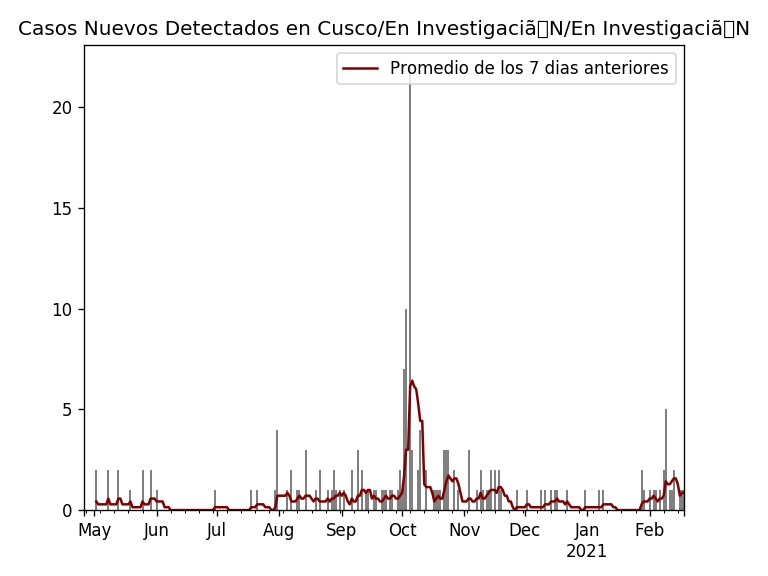 Casos Nuevos Detectados en Cusco/En Investigaciã▯N/En Investigaciã▯N
Promedio de los 7 dias anteriores
20
15
10
5
0
May Jun Jul Aug Sep Oct Nov Dec Jan Feb
2021